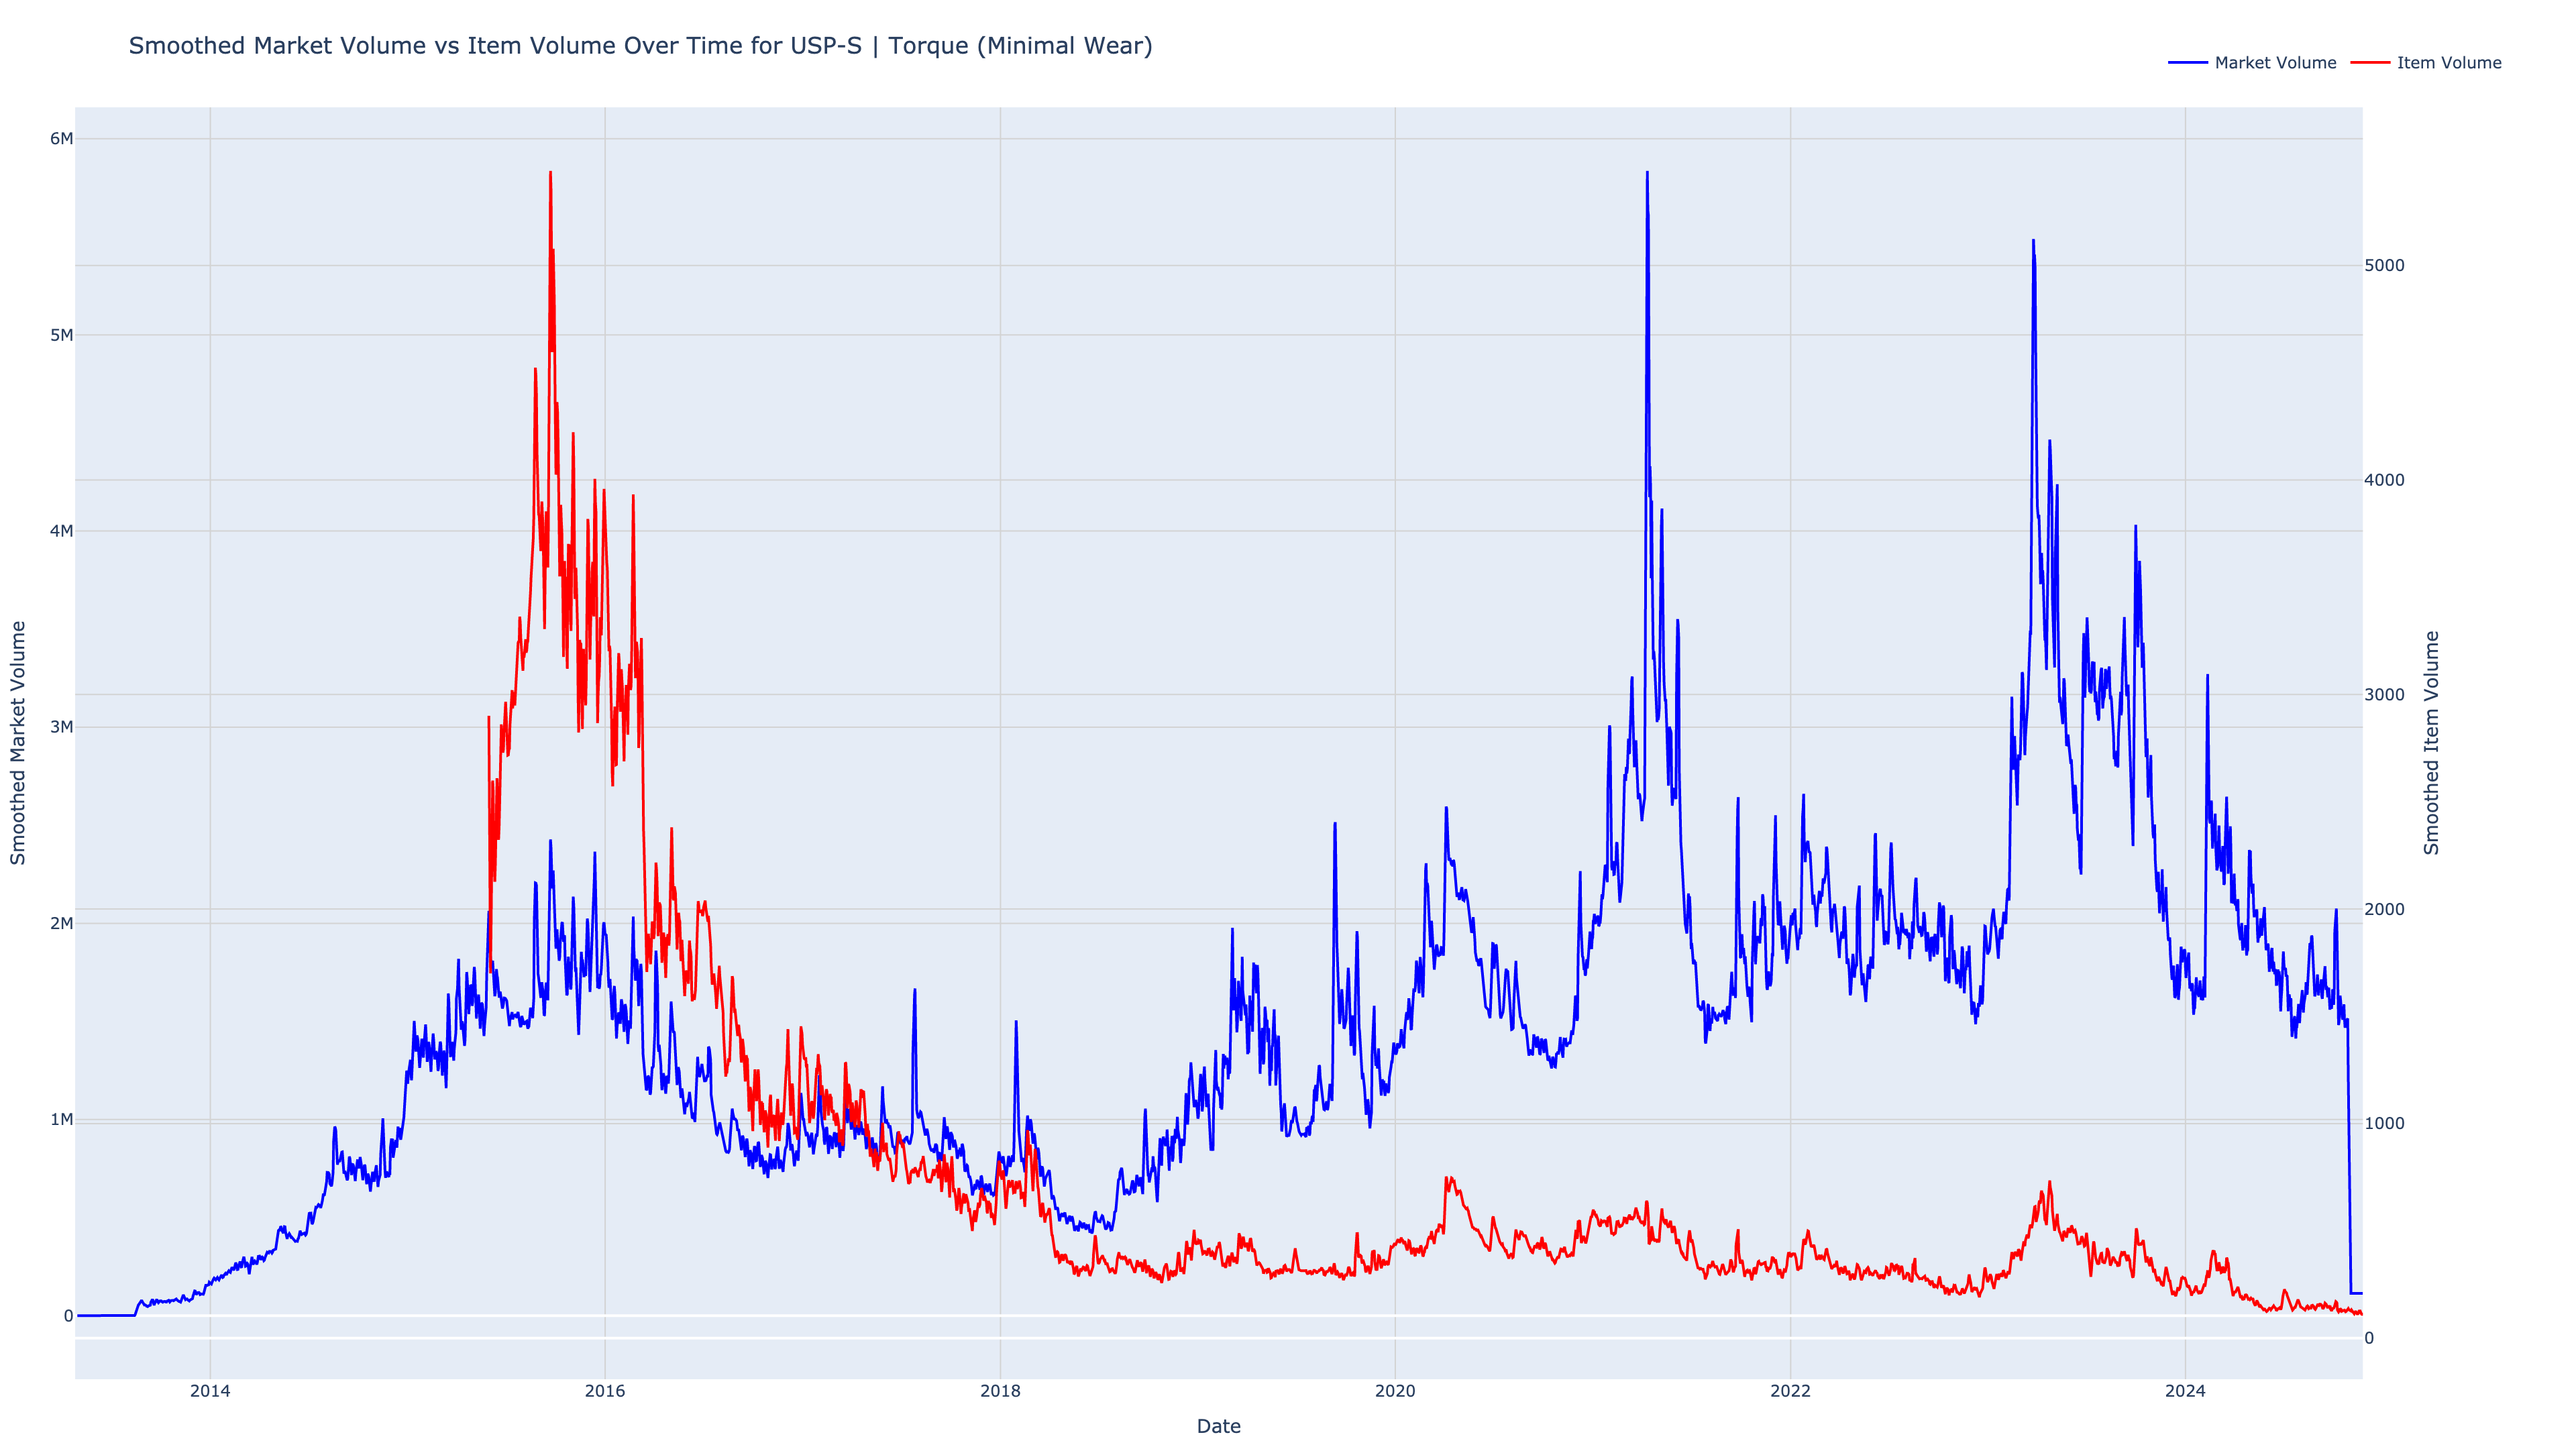 Smoothed Market Volume vs Item Volume Over Time for USP-S | Torque (Minimal Wear)
Market Volume
Item Volume
6M
5M
4M
3M
2M
1M
0
Smoothed Market Volume
5000
4000
3000
2000
1000
0
Smoothed Item Volume
2014
2016
2018
2020
2022
2024
Date